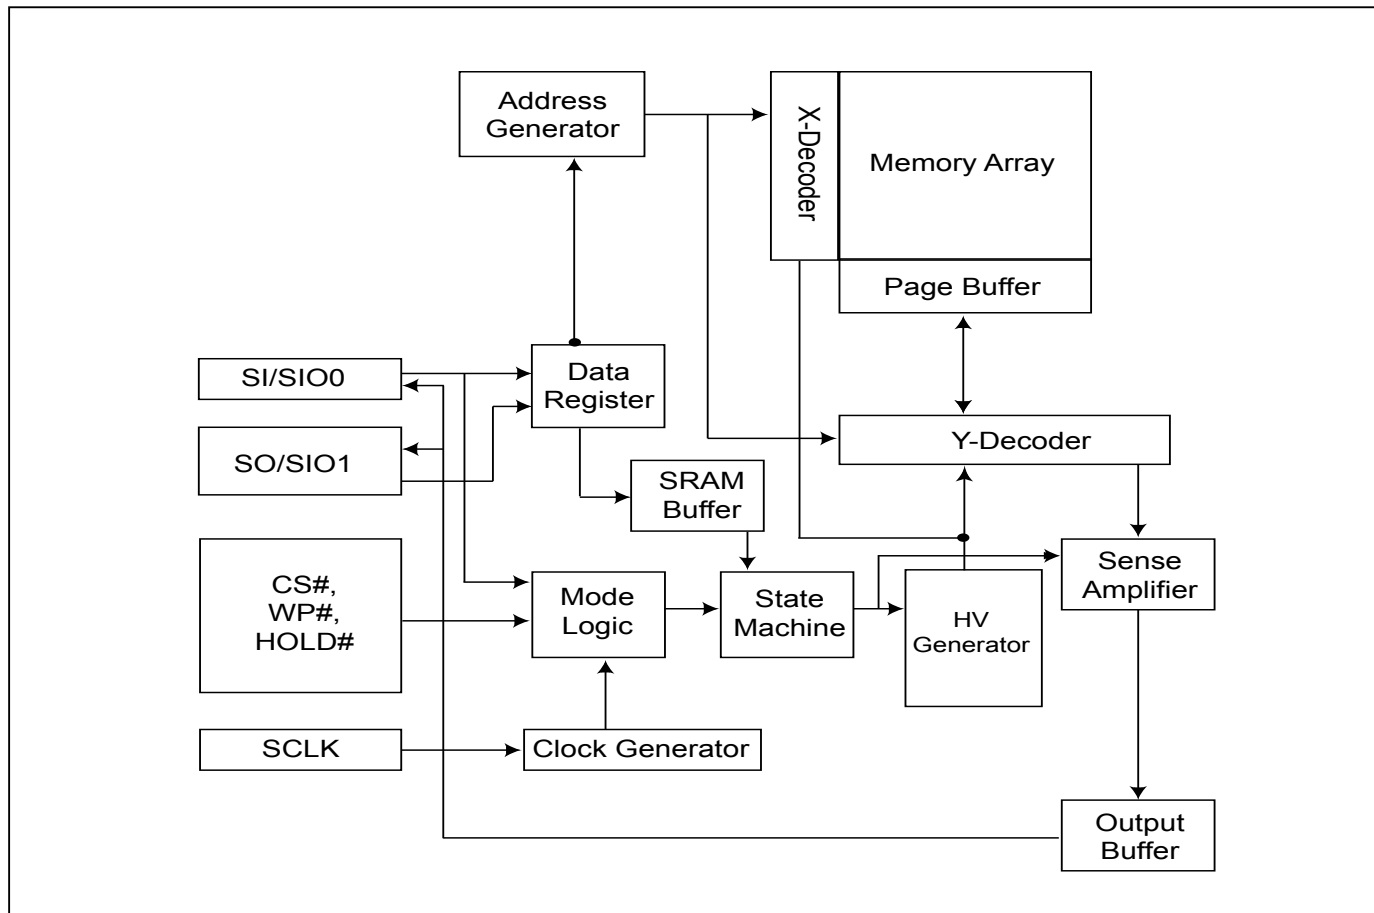 Address
Generator
X-Decoder
Memory Array
Page Buffer
SI/SIO0
Data
Register
SO/SIO1
Y-Decoder
SRAM
Buffer
CS#,
WP#,
HOLD#
Mode
Logic
State
Machine
HV
Generator
Sense
Amplifier
SCLK
Clock Generator
Output
Buffer